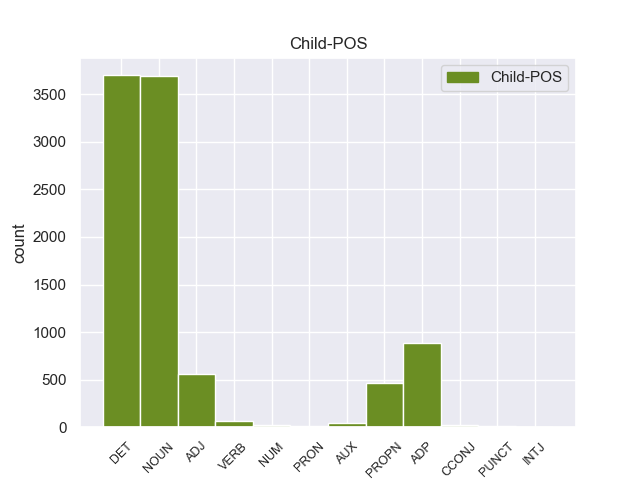 Child-POS
Child-POS
count
3500
3000
2500
2000
1500
1000
500
0
DET NOUN ADJ VERB NUM PRON AUX PROPN ADP CCONJ PUNCT INTJ